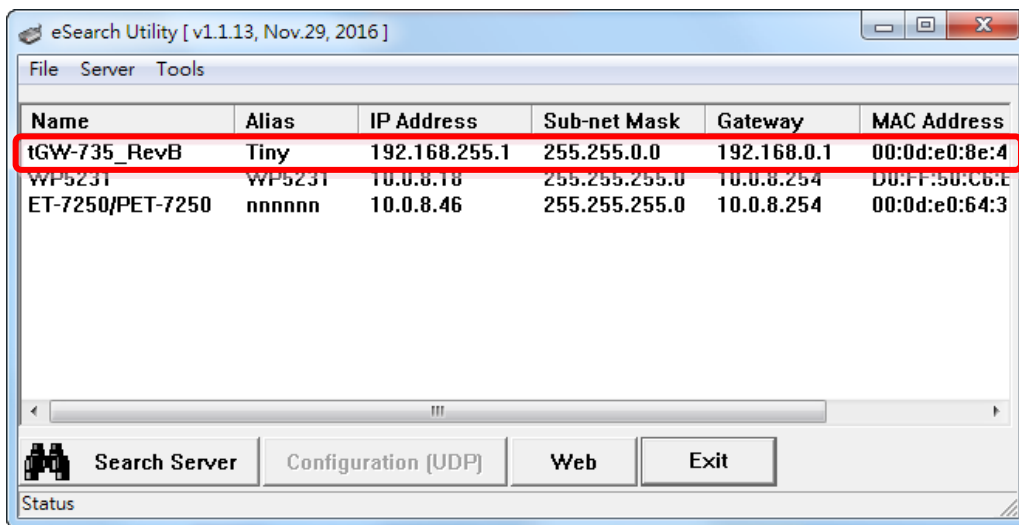 eSearch Utility [ v1.1.13, Nov.29, 2016 ]
File Server Tools
Name Alias IP Address Sub-net Mask Gateway MAC Address
tGW-735_RevB Tiny 192.168.255.1 255.255.0.0 192.168.0.1 00:0d:e0:8e:4
WP5231 WP5231 10.0.8.18 255.255.255.0 10.0.8.254 D0:FF:50:C6:E
ET-7250/PET-7250 nnnnnn 10.0.8.46 255.255.255.0 10.0.8.254 00:0d:e0:64:3
Search Server Configuration (UDP) Web Exit
Status